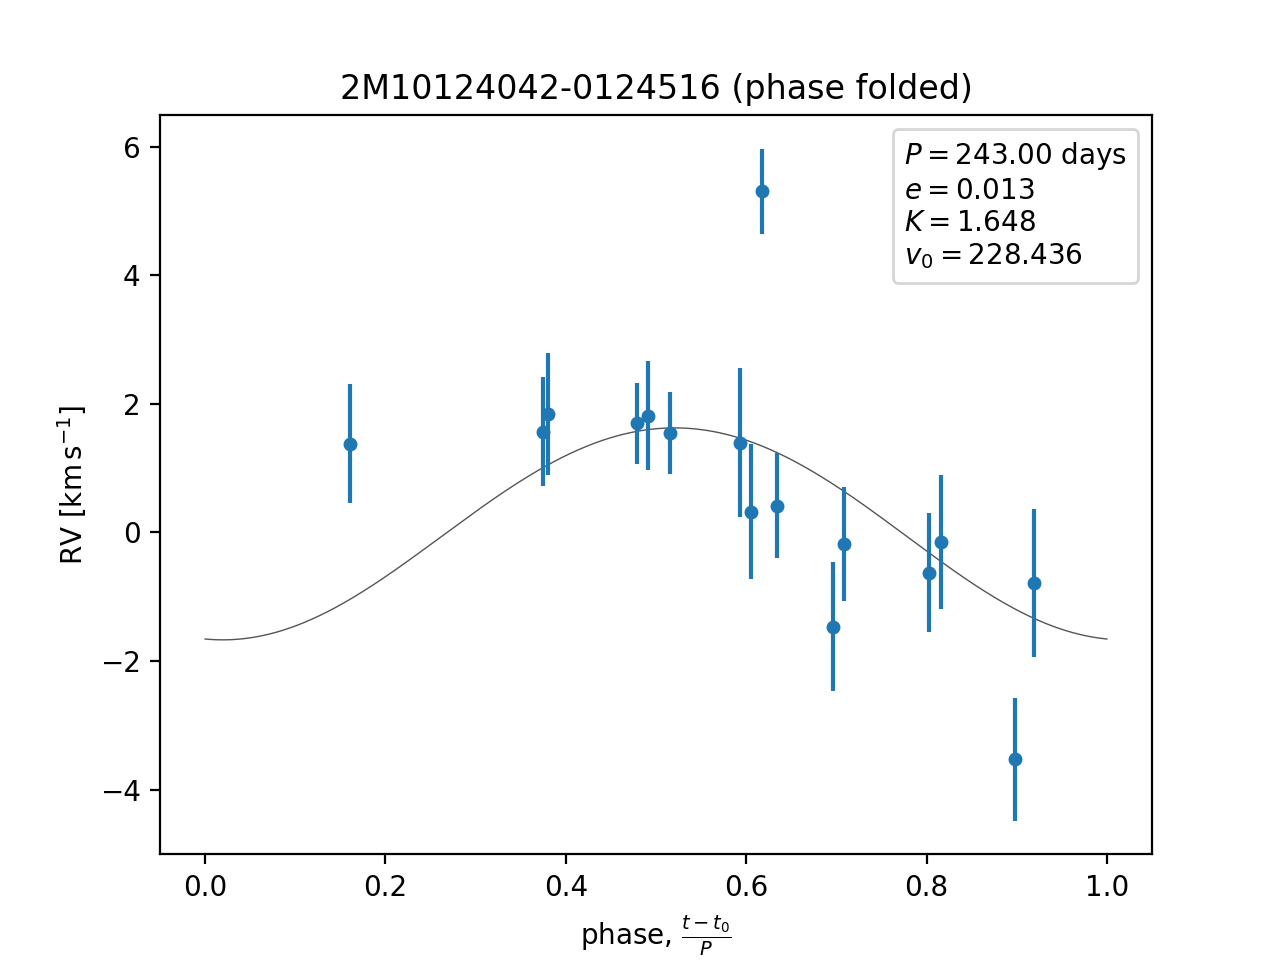 2M10124042-0124516 (phase folded)
P = 243.00 days
e = 0.013
K = 1.648
v₀ = 228.436
RV [km s⁻¹]
6
4
2
0
−2
−4
0.0 0.2 0.4 0.6 0.8 1.0
phase, (t − t₀)/P